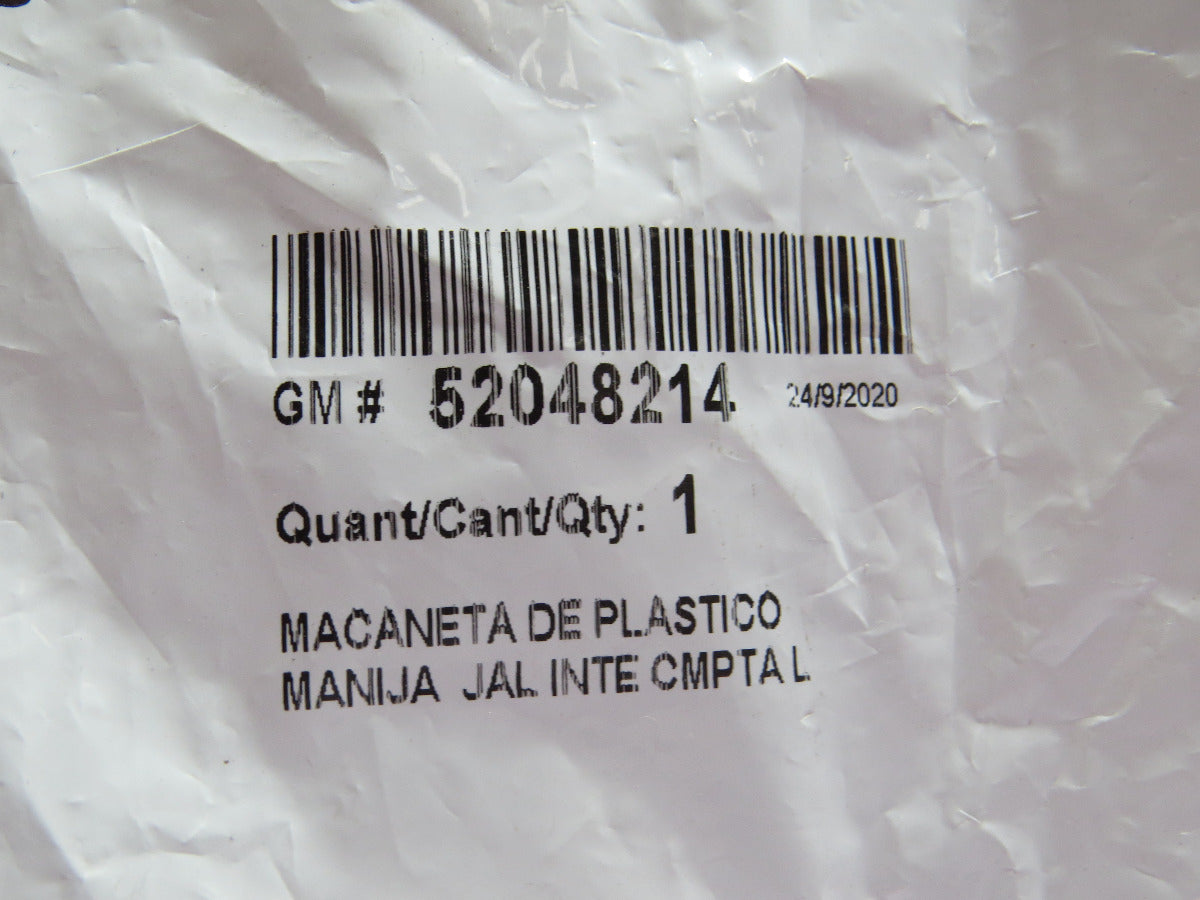 GM # 52048214 24/9/2020
Quant/Cant/Qty: 1
MACANETA DE PLASTICO
MANIJA JAL INTE CMPTA L